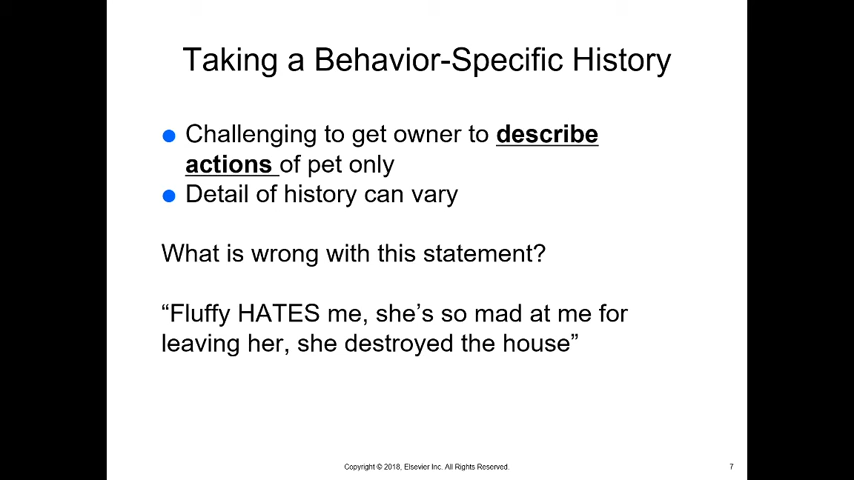 Taking a Behavior-Specific History
● Challenging to get owner to describe
actions of pet only
● Detail of history can vary
What is wrong with this statement?
“Fluffy HATES me, she’s so mad at me for
leaving her, she destroyed the house”
Copyright © 2018, Elsevier Inc. All Rights Reserved.
7